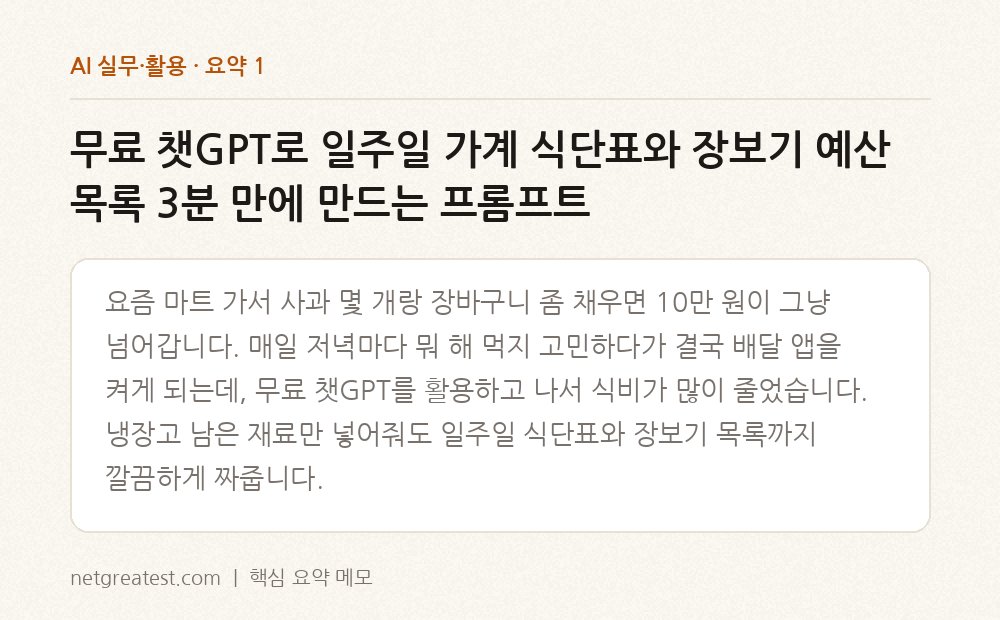 AI 실무·활용 · 요약 1
무료 챗GPT로 일주일 가계 식단표와 장보기 예산
목록 3분 만에 만드는 프롬프트
요즘 마트 가서 사과 몇 개랑 장바구니 좀 채우면 10만 원이 그냥
넘어갑니다. 매일 저녁마다 뭐 해 먹지 고민하다가 결국 배달 앱을
켜게 되는데, 무료 챗GPT를 활용하고 나서 식비가 많이 줄었습니다.
냉장고 남은 재료만 넣어줘도 일주일 식단표와 장보기 목록까지
깔끔하게 짜줍니다.
netgreatest.com | 핵심 요약 메모